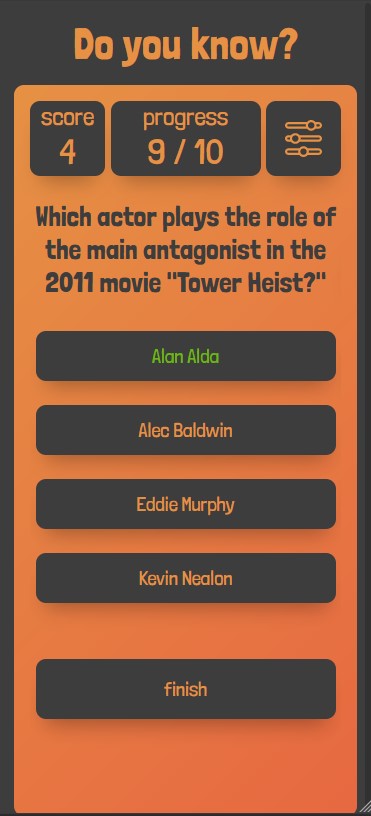 Do you know?
score
4
progress
9 / 10
Which actor plays the role of
the main antagonist in the
2011 movie "Tower Heist?"
Alan Alda
Alec Baldwin
Eddie Murphy
Kevin Nealon
finish